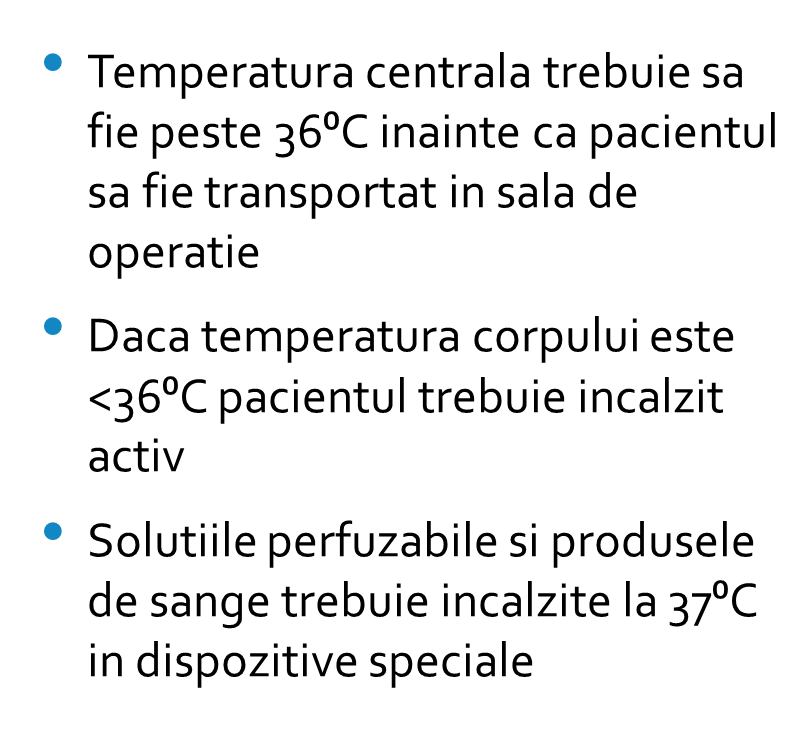 • Temperatura centrala trebuie sa
fie peste 36⁰C inainte ca pacientul
sa fie transportat in sala de
operatie
• Daca temperatura corpului este
<36⁰C pacientul trebuie incalzit
activ
• Solutiile perfuzabile si produsele
de sange trebuie incalzite la 37⁰C
in dispozitive speciale